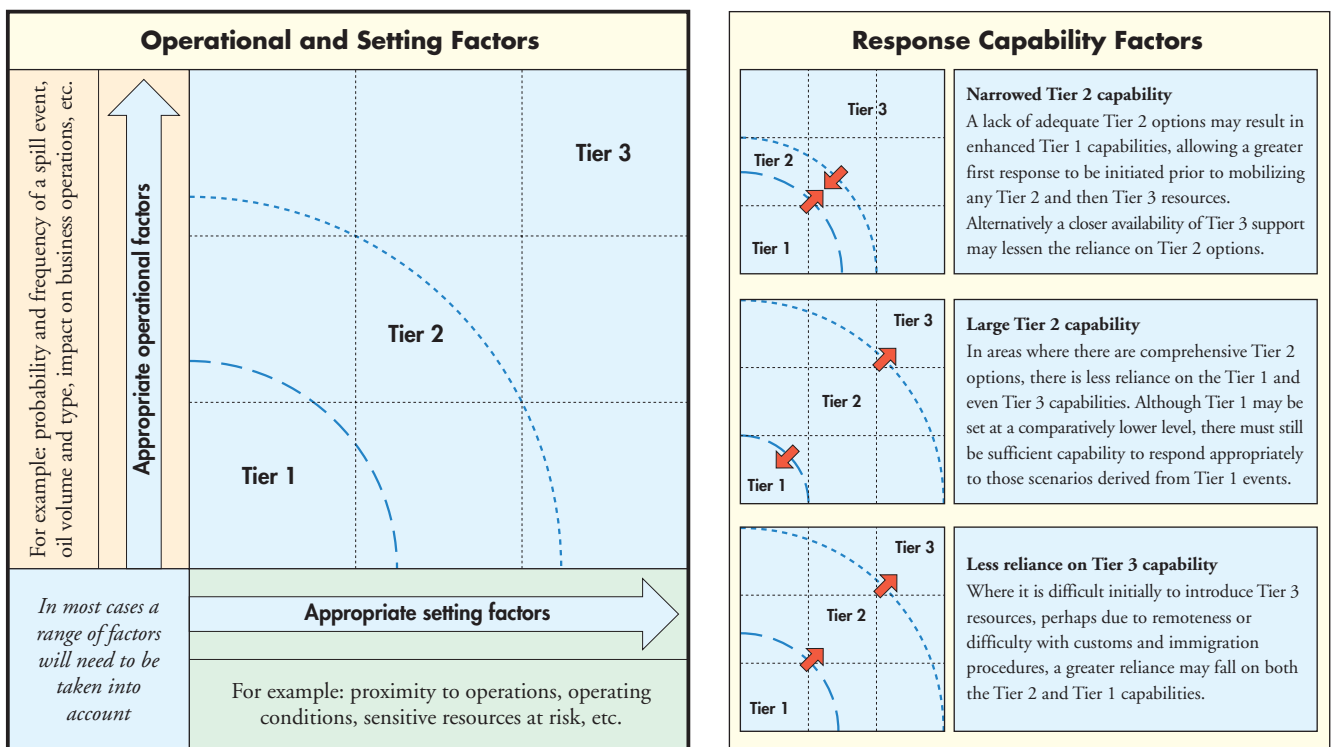 Operational and Setting Factors
For example: probability and frequency of a spill event,
oil volume and type, impact on business operations, etc.
Appropriate operational factors
Tier 3
Tier 2
Tier 1
In most cases a
range of factors
will need to be
taken into
account
Appropriate setting factors
For example: proximity to operations, operating
conditions, sensitive resources at risk, etc.
Response Capability Factors
Tier 3
Tier 2
Tier 1
Narrowed Tier 2 capability
A lack of adequate Tier 2 options may result in
enhanced Tier 1 capabilities, allowing a greater
first response to be initiated prior to mobilizing
any Tier 2 and then Tier 3 resources.
Alternatively a closer availability of Tier 3 support
may lessen the reliance on Tier 2 options.
Tier 3
Tier 2
Tier 1
Large Tier 2 capability
In areas where there are comprehensive Tier 2
options, there is less reliance on the Tier 1 and
even Tier 3 capabilities. Although Tier 1 may be
set at a comparatively lower level, there must still
be sufficient capability to respond appropriately
to those scenarios derived from Tier 1 events.
Tier 3
Tier 2
Tier 1
Less reliance on Tier 3 capability
Where it is difficult initially to introduce Tier 3
resources, perhaps due to remoteness or
difficulty with customs and immigration
procedures, a greater reliance may fall on both
the Tier 2 and Tier 1 capabilities.